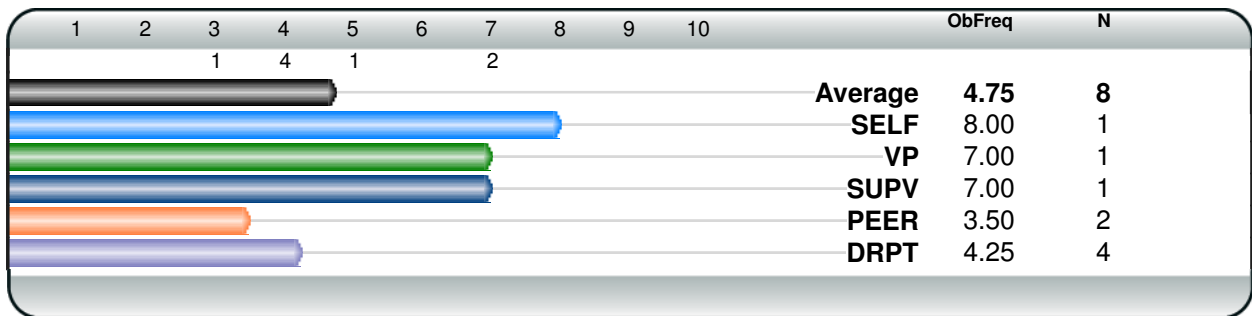 1 2 3 4 5 6 7 8 9 10 ObFreq N
1 4 1 2
Average 4.75 8
SELF 8.00 1
VP 7.00 1
SUPV 7.00 1
PEER 3.50 2
DRPT 4.25 4